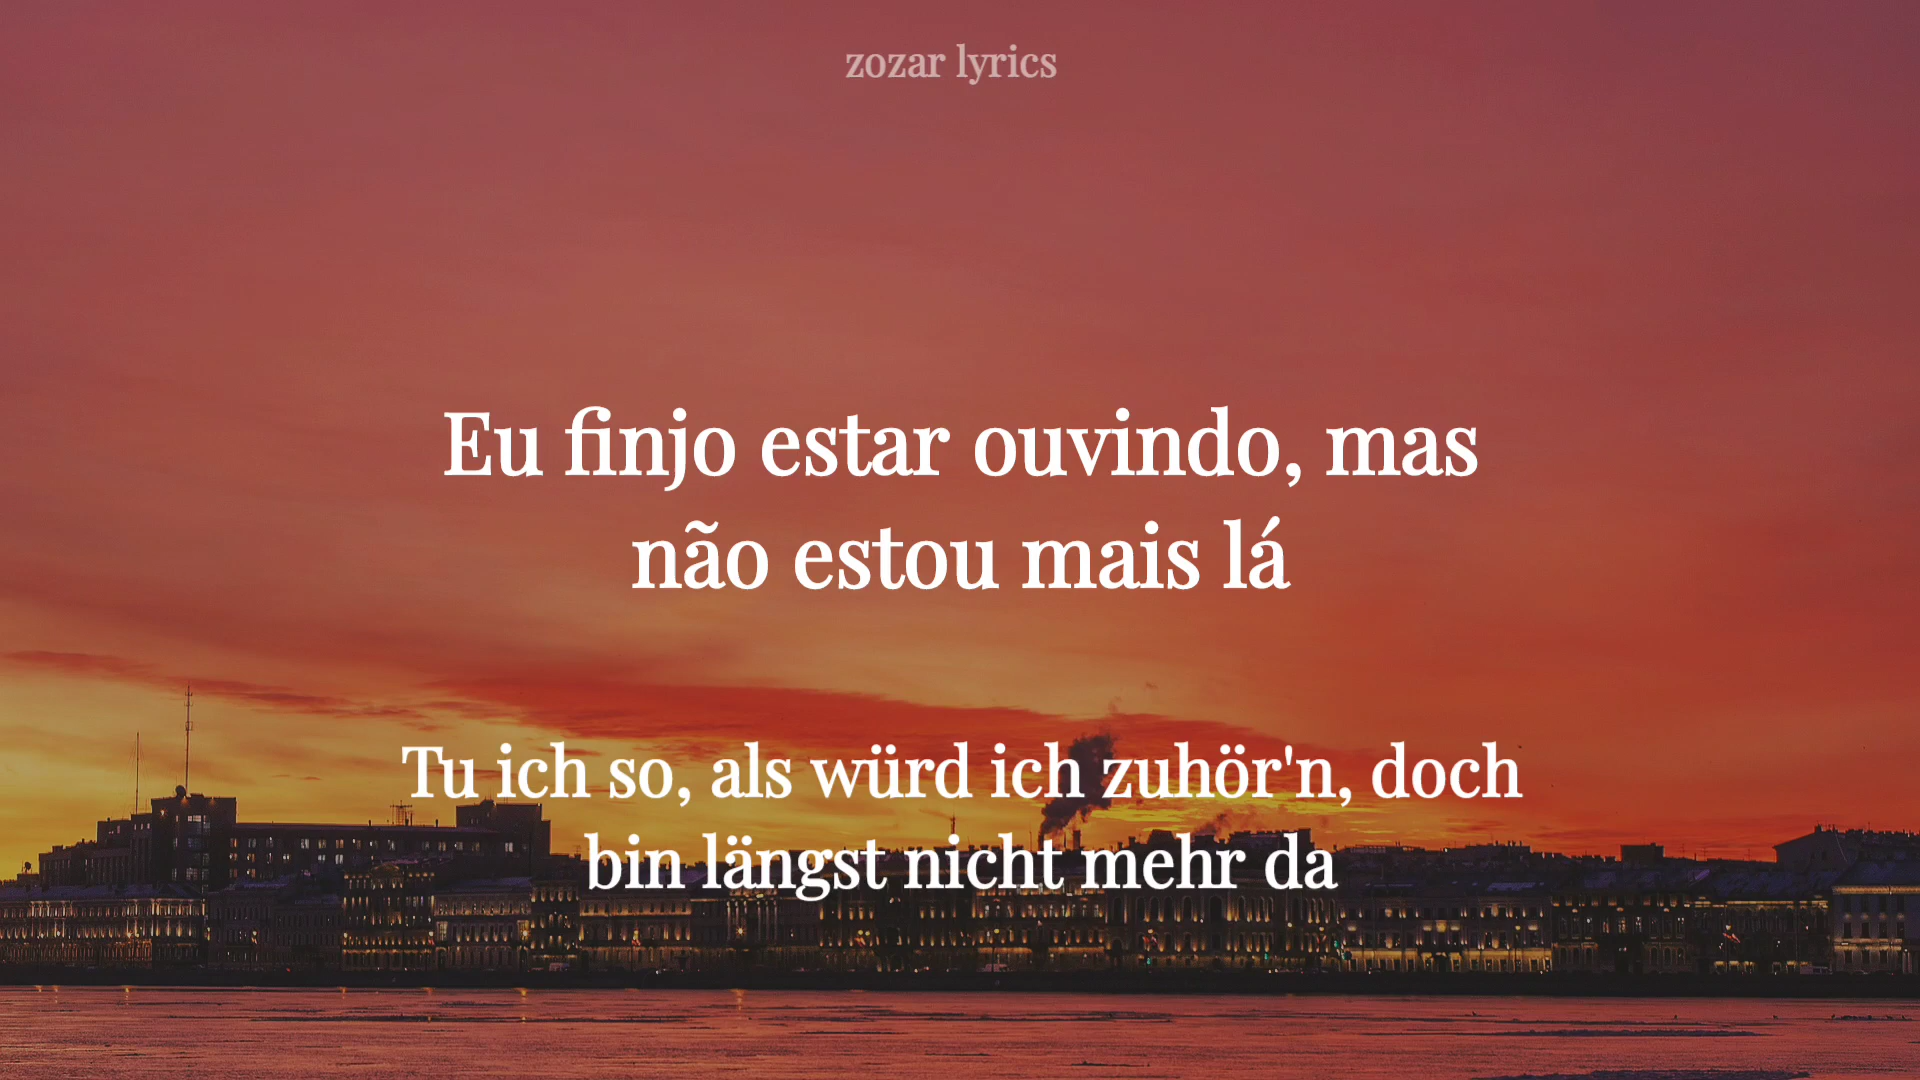 zozar lyrics
Eu finjo estar ouvindo, mas
não estou mais lá
Tu ich so, als würd ich zuhör'n, doch
bin längst nicht mehr da